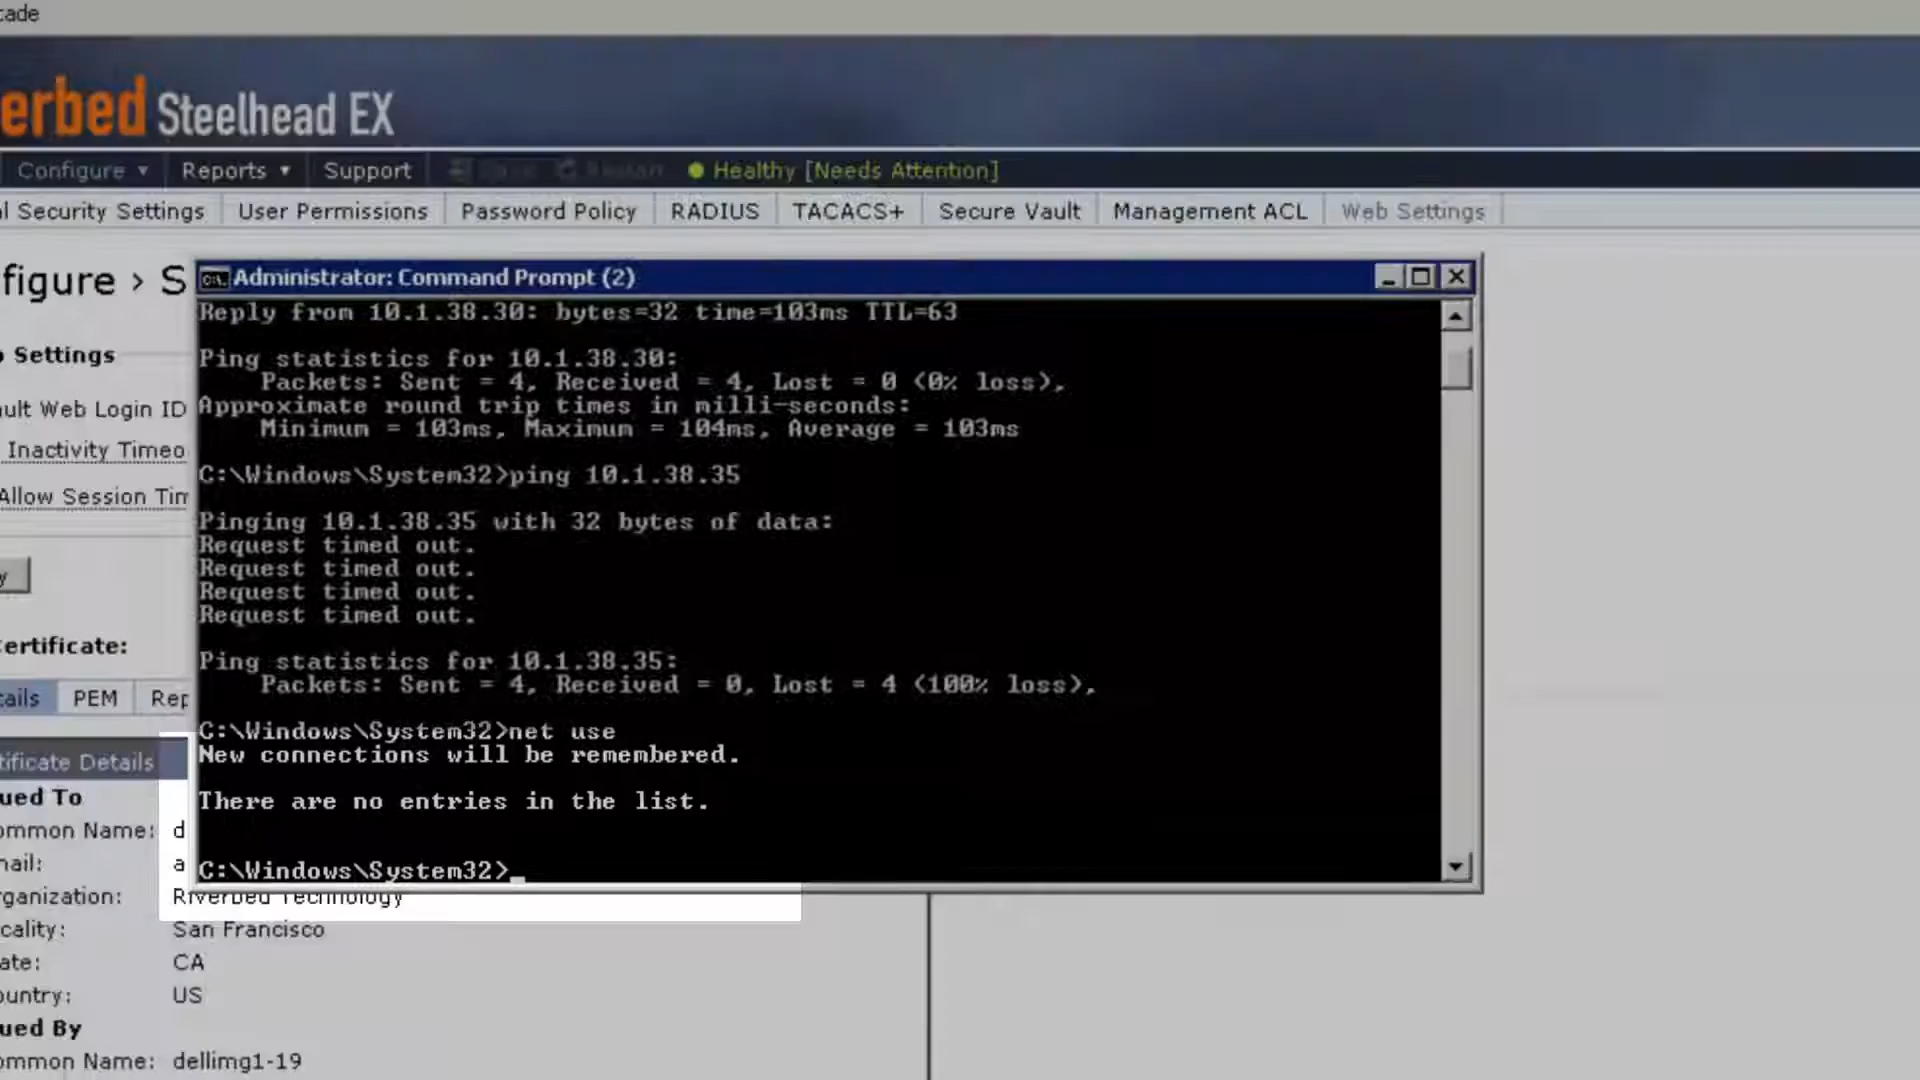 cade
erbed Steelhead EX
Configure Reports Support Healthy [Needs Attention]
l Security Settings User Permissions Password Policy RADIUS TACACS+ Secure Vault Management ACL Web Settings
figure › S
Administrator: Command Prompt (2)
Reply from 10.1.38.30: bytes=32 time=103ms TTL=63
Settings
Ping statistics for 10.1.38.30:
Packets: Sent = 4, Received = 4, Lost = 0 (0% loss),
ult Web Login ID
Approximate round trip times in milli-seconds:
Minimum = 103ms, Maximum = 104ms, Average = 103ms
Inactivity Timeo
C:\Windows\System32>ping 10.1.38.35
Allow Session Tim
Pinging 10.1.38.35 with 32 bytes of data:
Request timed out.
Request timed out.
Request timed out.
Request timed out.
y
ertificate:
Ping statistics for 10.1.38.35:
Packets: Sent = 4, Received = 0, Lost = 4 (100% loss),
tails PEM Rep
C:\Windows\System32>net use
New connections will be remembered.
tificate Details
ued To
There are no entries in the list.
ommon Name: d
ail: a
C:\Windows\System32>_
ganization: Riverbed Technology
cality: San Francisco
ate: CA
ountry: US
ued By
ommon Name: dellimg1-19